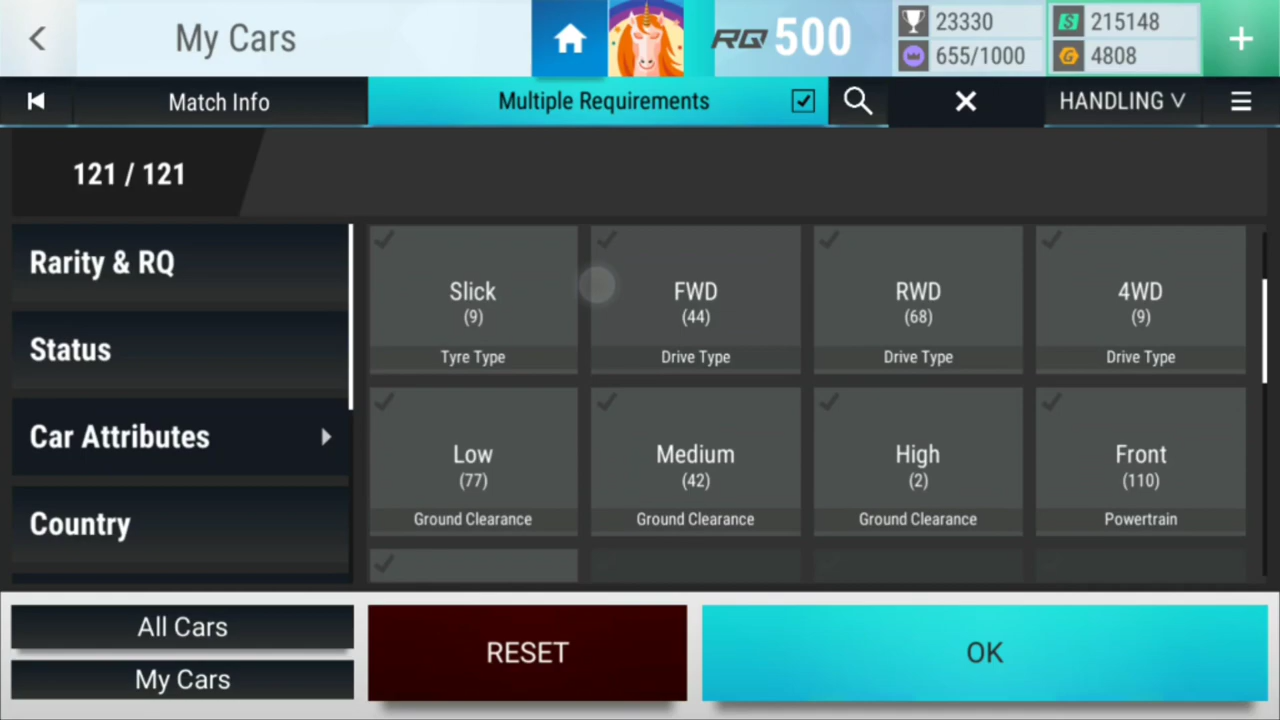 My Cars
RQ 500
23330
655/1000
215148
4808
Match Info
Multiple Requirements
HANDLING
121 / 121
Rarity & RQ
Status
Car Attributes
Country
Slick
(9)
Tyre Type
FWD
(44)
Drive Type
RWD
(68)
Drive Type
4WD
(9)
Drive Type
Low
(77)
Ground Clearance
Medium
(42)
Ground Clearance
High
(2)
Ground Clearance
Front
(110)
Powertrain
All Cars
My Cars
RESET
OK